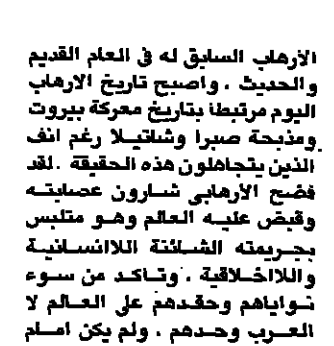 الارهاب السابق له في العام القديم
والحديث . واصبح تاريخ الارهاب
اليوم مرتبطا بتاريخ معركة بيروت
ومذبحة صبرا وشاتيلا رغم انف
الذين يتجاهلون هذه الحقيقة . لقد
فضح الارهابى شارون عصابته
وقبض عليه العالم وهو متلبس
بجريمته الشائنة اللاانسانية
واللااخلاقية . وتاكد من سوء
نواياهم وحقدهم على العالم لا
العرب وحدهم . ولم يكن امام